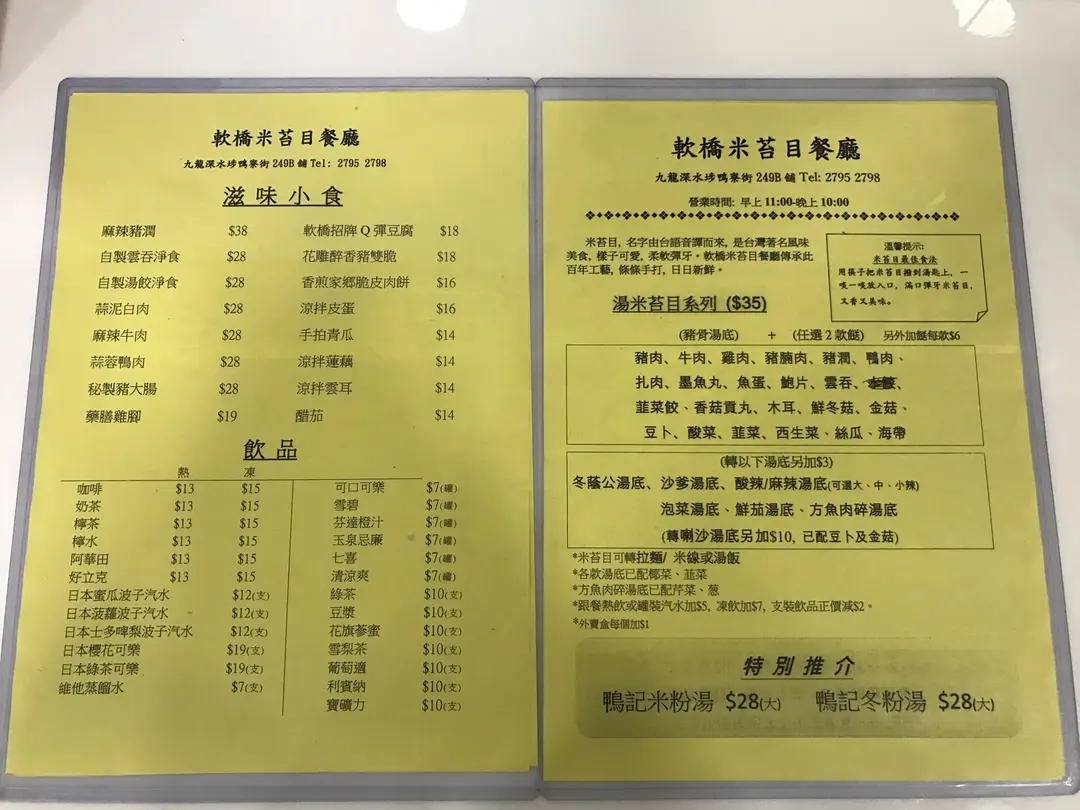 軟橋米苔目餐廳
九龍深水埗鴨寮街 249B 舖 Tel: 2795 2798
滋味小食
麻辣豬潤 $38 軟橋招牌 Q 彈豆腐 $18
自製雲吞淨食 $28 花雕醉香豬雙脆 $18
自製湯餃淨食 $28 香煎家鄉脆皮肉餅 $16
蒜泥白肉 $28 涼拌皮蛋 $16
麻辣牛肉 $28 手拍青瓜 $14
蒜蓉鴨肉 $28 涼拌蓮藕 $14
秘製豬大腸 $28 涼拌雲耳 $14
藥膳雞腳 $19 醋茄 $14
飲品
熱 凍
咖啡 $13 $15 可口可樂 $7(罐)
奶茶 $13 $15 雪碧 $7(罐)
檸茶 $13 $15 芬達橙汁 $7(罐)
檸水 $13 $15 玉泉忌廉 $7(罐)
阿華田 $13 $15 七喜 $7(罐)
好立克 $13 $15 清涼爽 $7(罐)
日本蜜瓜波子汽水 $12(支) 綠茶 $10(支)
日本菠蘿波子汽水 $12(支) 豆漿 $10(支)
日本士多啤梨波子汽水 $12(支) 花旗蔘蜜 $10(支)
日本櫻花可樂 $19(支) 雪梨茶 $10(支)
日本綠茶可樂 $19(支) 葡萄適 $10(支)
維他蒸餾水 $7(支) 利賓納 $10(支)
寶礦力 $10(支)
軟橋米苔目餐廳
九龍深水埗鴨寮街 249B 舖 Tel: 2795 2798
營業時間: 早上 11:00-晚上 10:00
米苔目, 名字由台語音譯而來, 是台灣著名風味
美食, 樣子可愛, 柔軟彈牙。軟橋米苔目餐廳傳承此
百年工藝, 條條手打, 日日新鮮。
溫馨提示:
米苔目最佳食法
用筷子把米苔目撥到湯匙上, 一
啖一啖放入口, 滿口彈牙米苔目,
又香又美味。
湯米苔目系列 ($35)
(豬骨湯底) + (任選 2 款餸) 另外加餸每款$6
豬肉、牛肉、雞肉、豬腩肉、豬潤、鴨肉、
扎肉、墨魚丸、魚蛋、鮑片、雲吞、水餃、
韮菜餃、香菇貢丸、木耳、鮮冬菇、金菇、
豆卜、酸菜、韮菜、西生菜、絲瓜、海帶
(轉以下湯底另加$3)
冬蔭公湯底、沙爹湯底、酸辣/麻辣湯底(可選大、中、小辣)
泡菜湯底、鮮茄湯底、方魚肉碎湯底
(轉喇沙湯底另加$10, 已配豆卜及金菇)
*米苔目可轉拉麵/ 米線或湯飯
*各款湯底已配椰菜、韮菜
*方魚肉碎湯底已配芹菜、葱
*跟餐熱飲或罐裝汽水加$5, 凍飲加$7, 支裝飲品正價減$2。
*外賣盒每個加$1
特別推介
鴨記米粉湯 $28(大) 鴨記冬粉湯 $28(大)